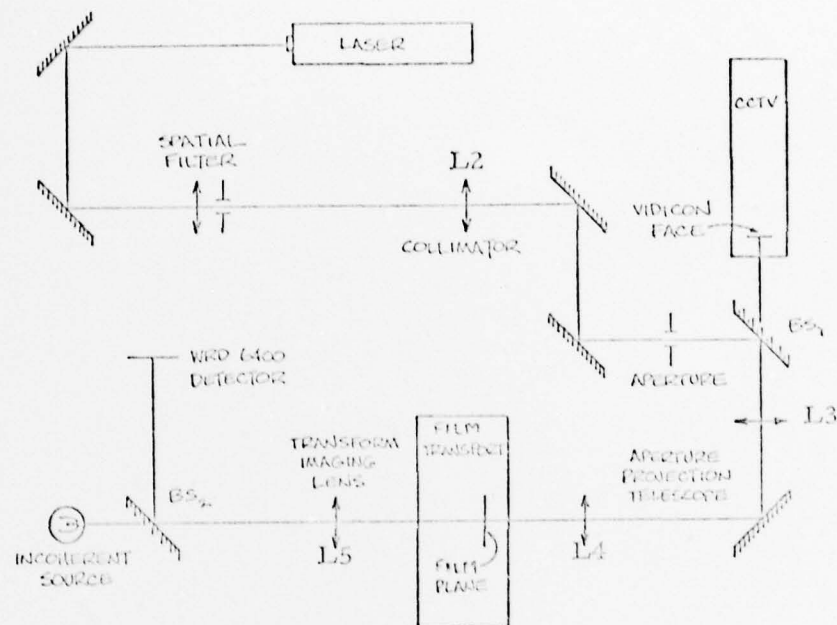 LASER
CCTV
SPATIAL
FILTER
L2
COLLIMATOR
VIDICON
FACE
BS1
APERTURE
WRD 6400
DETECTOR
L3
FILM
TRANSPORT
TRANSFORM
IMAGING
LENS
APERTURE
PROJECTION
TELESCOPE
BS2
INCOHERENT
SOURCE
L5
L4
FILM
PLANE